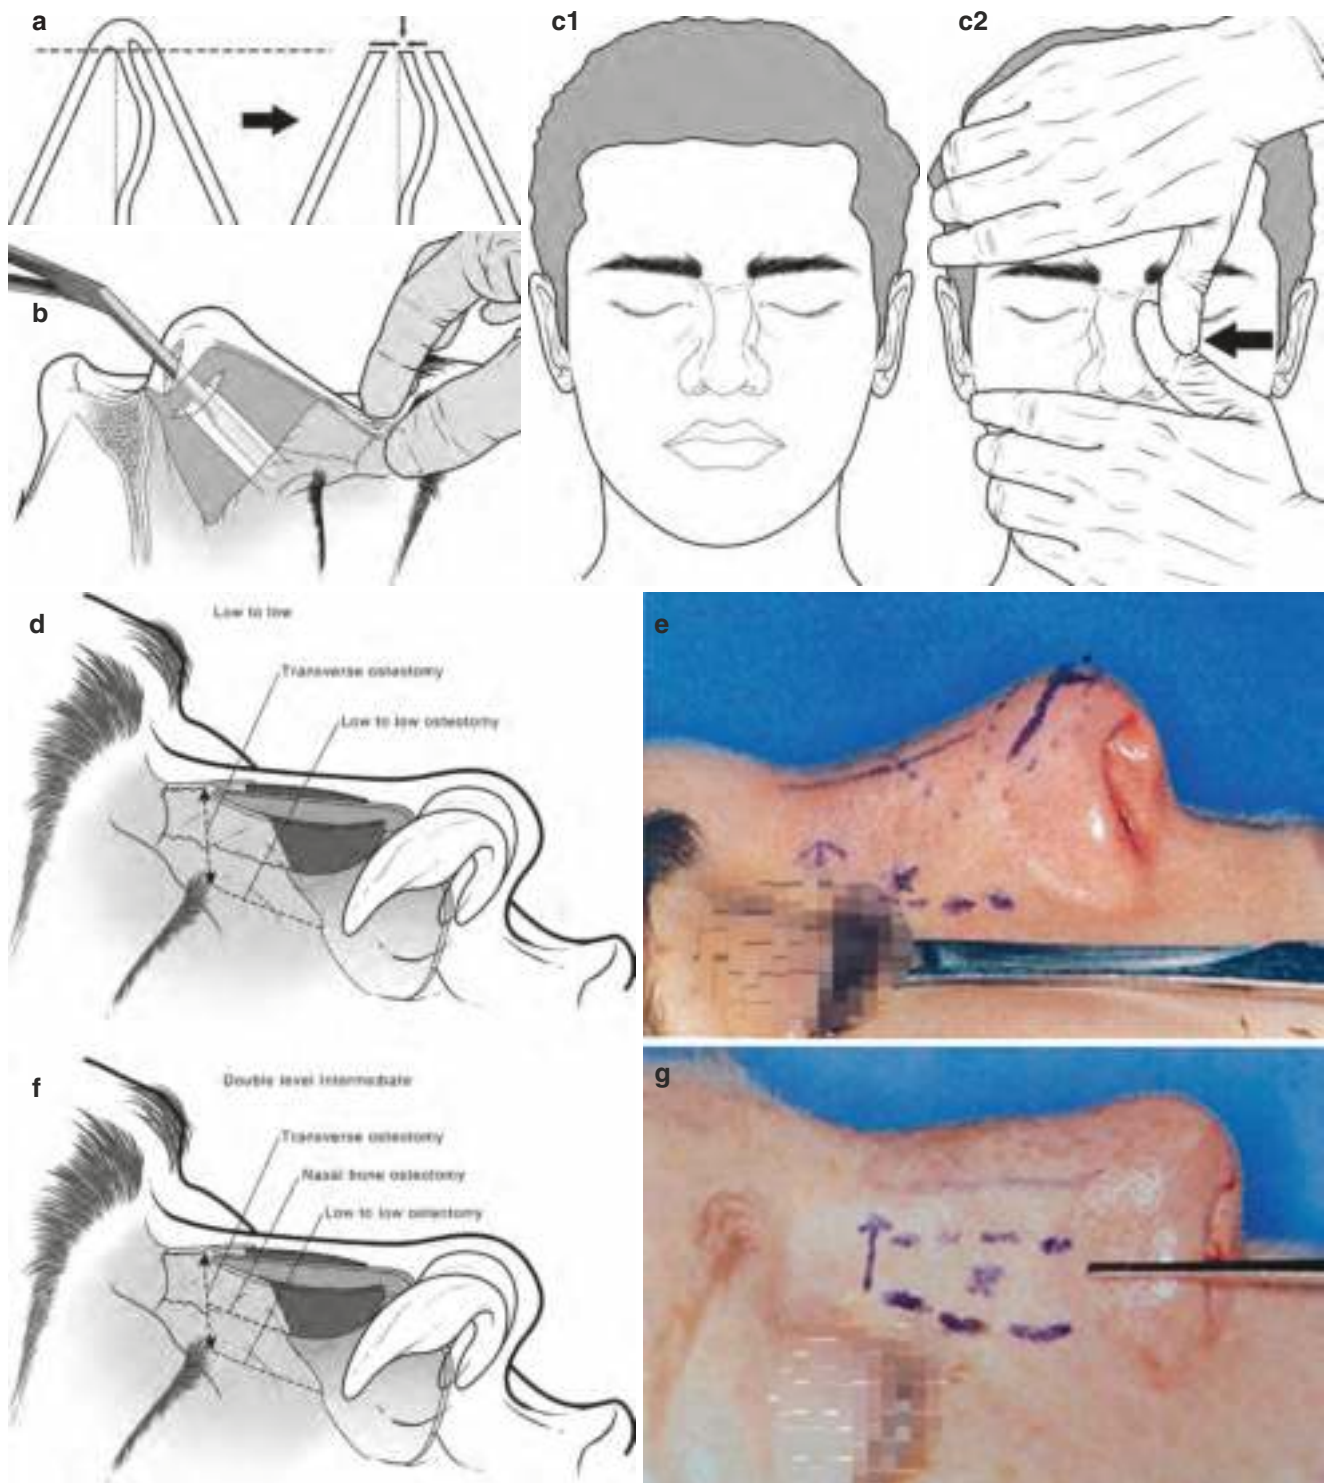 a
c1
c2
b
d
Low to low
Transverse osteotomy
Low to low osteotomy
e
f
Double level intermediate
Transverse osteotomy
Nasal bone osteotomy
Low to low osteotomy
g